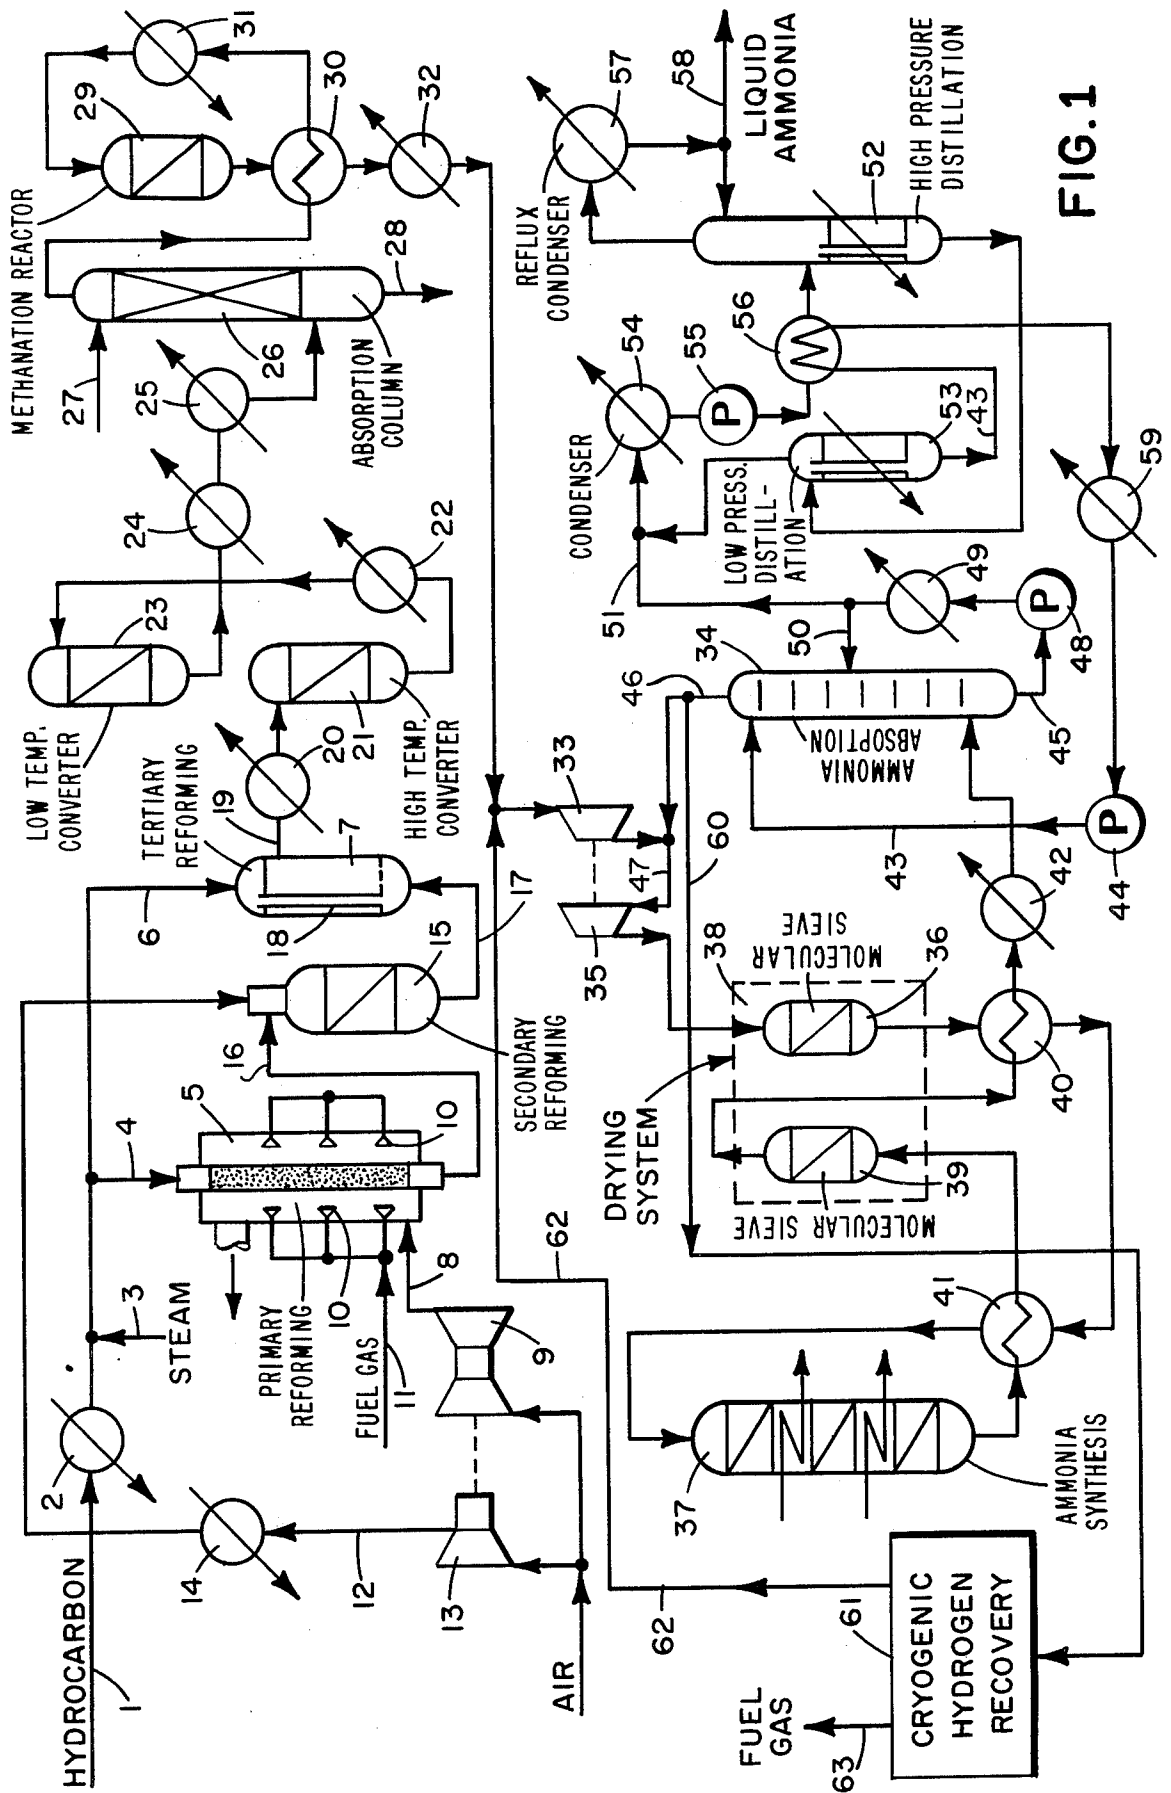 HYDROCARBON
1
2
STEAM
3
4
5
6
7
PRIMARY
REFORMING
FUEL GAS
11
10
10
8
9
AIR
12
13
14
15
16
17
SECONDARY
REFORMING
TERTIARY
REFORMING
18
19
20
21
HIGH TEMP.
CONVERTER
22
LOW TEMP.
CONVERTER
23
24
25
26
27
ABSORPTION
COLUMN
28
METHANATION REACTOR
29
30
31
32
FUEL
GAS
63
CRYOGENIC
HYDROGEN
RECOVERY
61
62
62
37
AMMONIA
SYNTHESIS
41
DRYING
SYSTEM
38
MOLECULAR SIEVE
39
MOLECULAR
SIEVE
36
40
42
33
35
47
60
46
34
AMMONIA
ABSOPTION
43
P
44
45
P
48
49
50
51
CONDENSER
54
P
55
LOW PRESS.
DISTILL-
ATION
53
43
56
REFLUX
CONDENSER
57
58
LIQUID
AMMONIA
52
HIGH PRESSURE
DISTILLATION
59
FIG.1